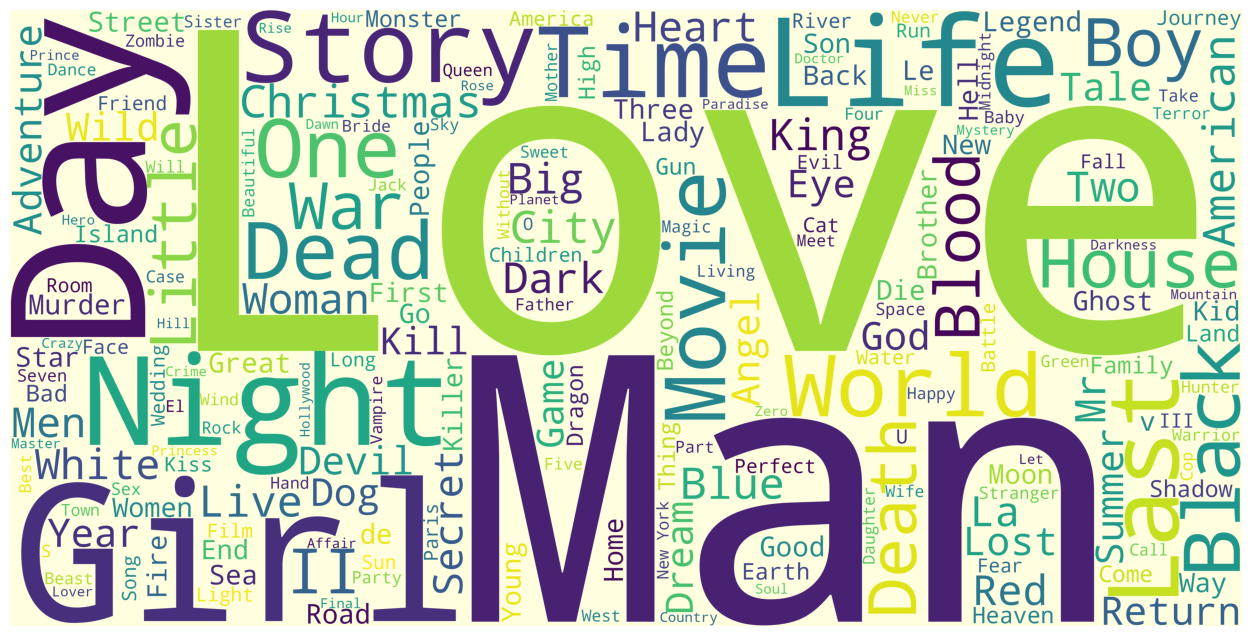 Love
Man
Girl
Night
Day
Story
Time
Life
One
War
Dead
World
Last
Black
Movie
Blood
House
Boy
Little
Christmas
Woman
Heart
King
Eye
Big
City
Dark
Death
Angel
American
Adventure
Street
Sister
Zombie
Prince
Dance
Friend
Wild
Will
Hero
Island
Case
Room
Murder
Hill
Crazy
Face
Star
Seven
Bad
Men
Master
White
Best
Princess
Kiss
Wedding
Crime
El
Wind
Rock
Great
Long
Hollywood
Vampire
Killer
Kill
Devil
Secret
Dog
Live
Hand
Sex
Women
Town
Year
S
Beast
Lover
Song
Fire
Film
End
Sea
Light
Affair
II
de
Sun
Party
Final
Road
Paris
Young
Home
West
Game
Dragon
Five
Hour
Rise
Monster
Queen
Rose
America
Mother
High
Three
Paradise
Lady
Gun
Magic
Living
Beautiful
Dawn
Bride
Sky
Jack
People
First
Go
Sweet
Planet
Without
O
Children
Father
River
Son
Doctor
Back
Never
Run
Le
Miss
Four
Legend
Hell
Midnight
Baby
Mystery
New
Journey
Tale
Take
Terror
Evil
Cat
Meet
Brother
Die
Space
God
Fall
Two
Darkness
Ghost
Mountain
Kid
Land
Battle
Green
Family
Water
Happy
Beyond
Zero
Thing
Part
Perfect
Blue
Dream
New York
Country
Good
Earth
Soul
U
Daughter
Wife
Let
Moon
Stranger
La
Lost
Fear
Red
Heaven
Mr
Summer
v
III
Hunter
Warrior
Cop
Shadow
Call
Come
Way
Return